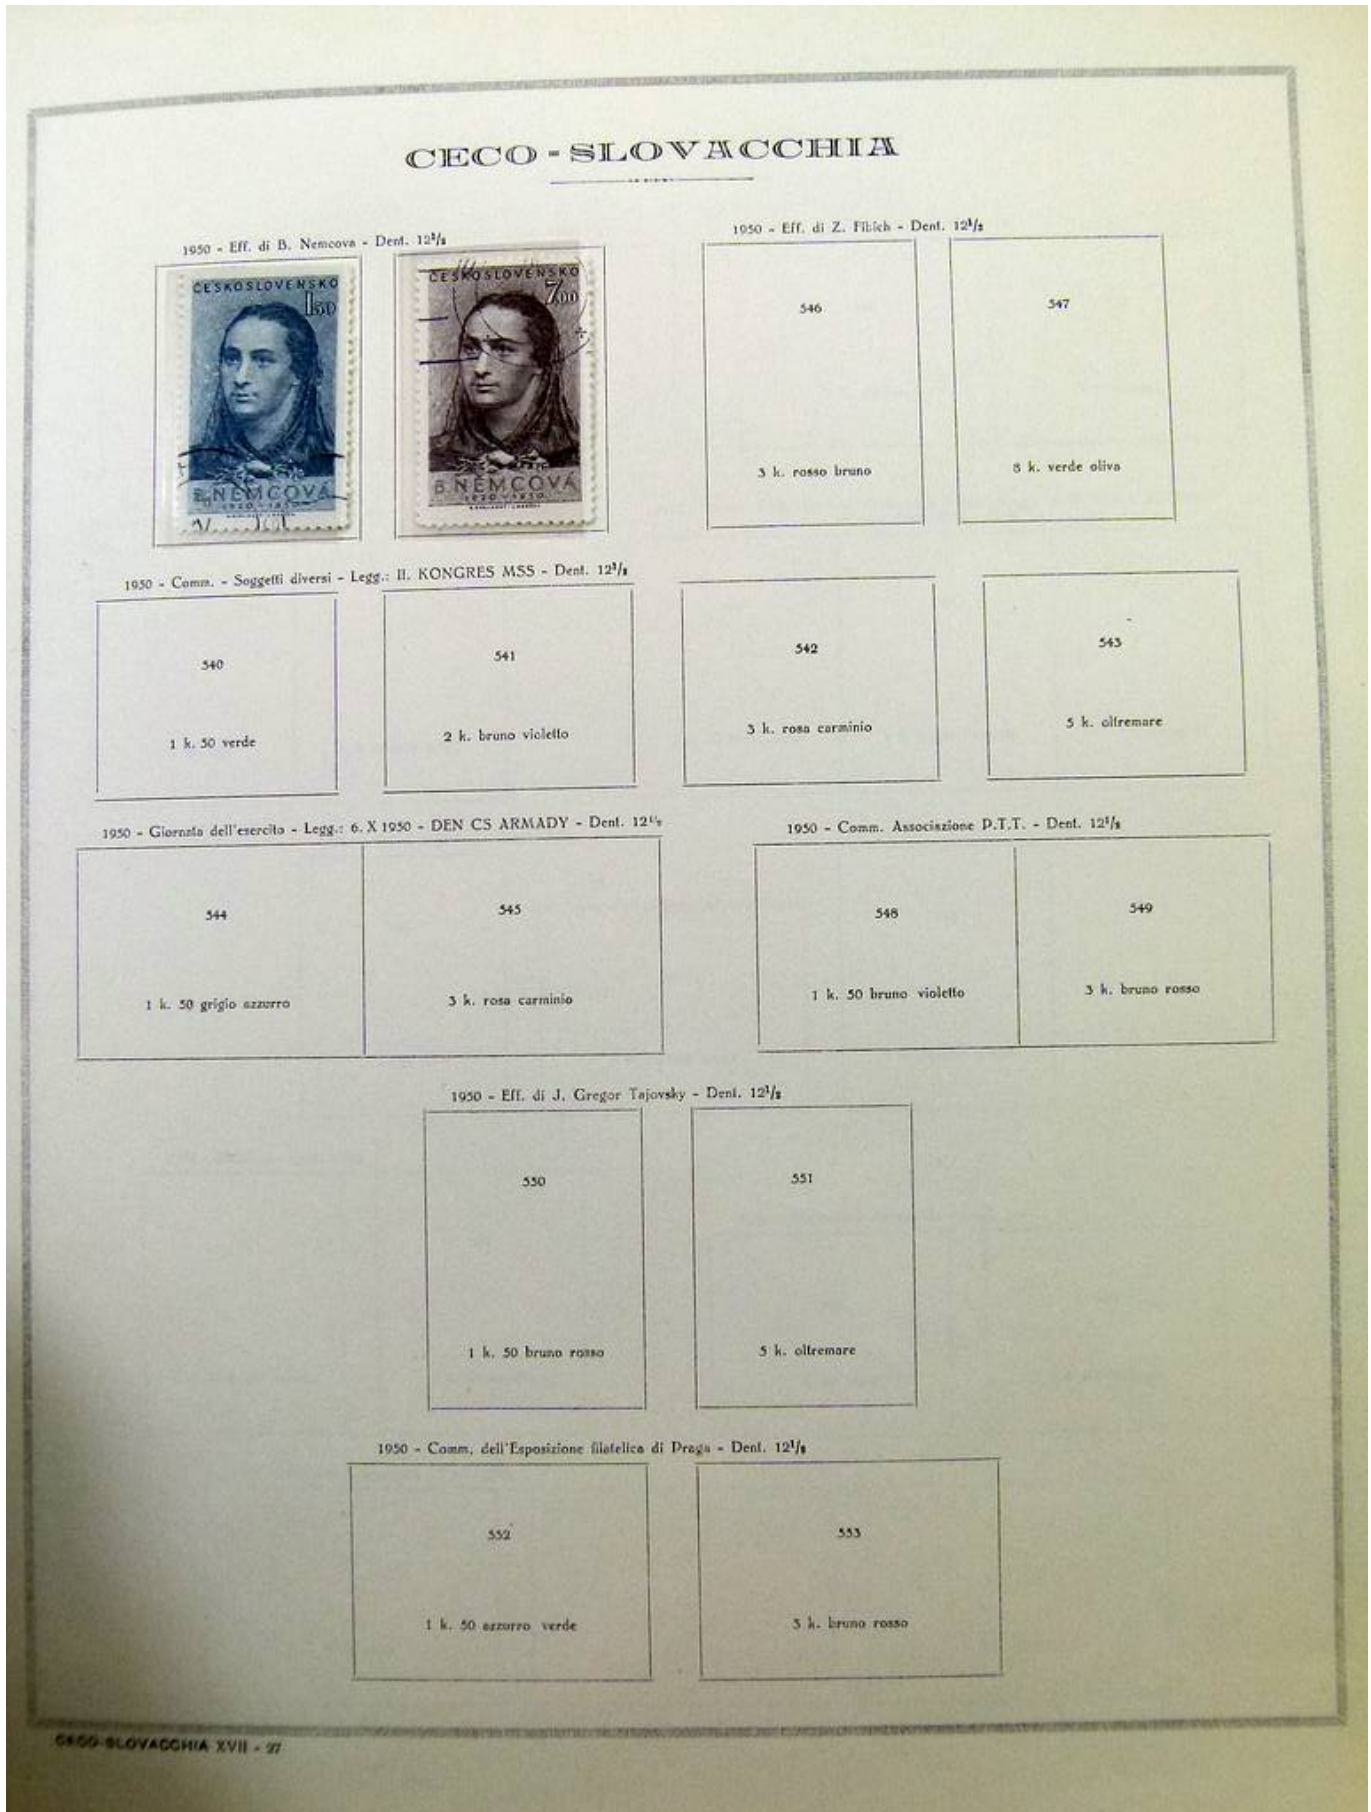 CECO - SLOVACCHIA
1950 - Eff. di B. Nemcova - Dent. 12¹/₂
1950 - Eff. di Z. Fibich - Dent. 12¹/₂
ČESKOSLOVENSKO
1 50
B. NĚMCOVÁ
1820 - 1950
ČESKOSLOVENSKO
7,00
B. NĚMCOVÁ
1820 - 1950
546
3 k. rosso bruno
547
8 k. verde oliva
1950 - Comm. - Soggetti diversi - Legg.: II. KONGRES MSS - Dent. 12¹/₂
540
1 k. 50 verde
541
2 k. bruno violetto
542
3 k. rosa carminio
543
5 k. oltremare
1950 - Giornata dell'esercito - Legg.: 6. X 1950 - DEN CS ARMADY - Dent. 12¹/₂
1950 - Comm. Associazione P.T.T. - Dent. 12¹/₂
544
1 k. 50 grigio azzurro
545
3 k. rosa carminio
548
1 k. 50 bruno violetto
549
3 k. bruno rosso
1950 - Eff. di J. Gregor Tajovsky - Dent. 12¹/₂
550
1 k. 50 bruno rosso
551
5 k. oltremare
1950 - Comm. dell'Esposizione filatelica di Praga - Dent. 12¹/₂
552
1 k. 50 azzurro verde
553
3 k. bruno rosso
CECO-SLOVACCHIA XVII - 27